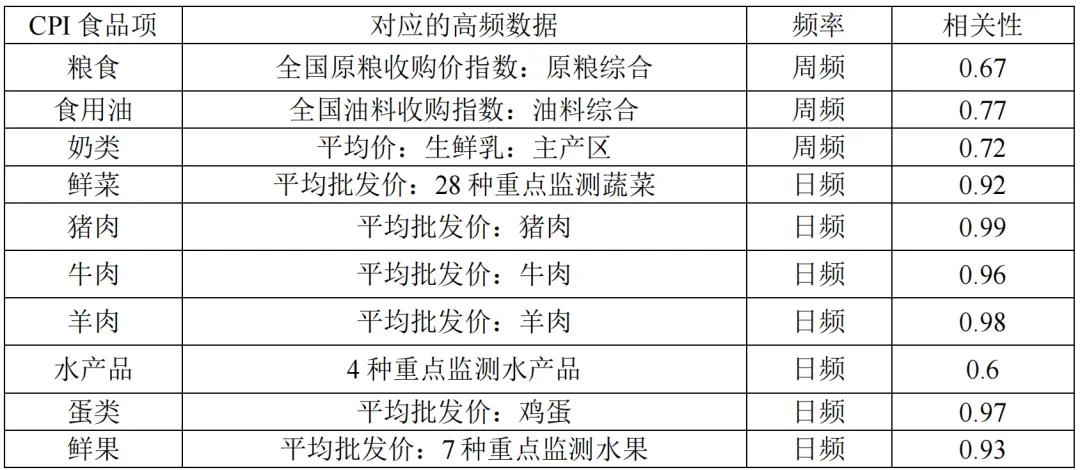 CPI 食品项 对应的高频数据 频率 相关性
粮食 全国原粮收购价指数：原粮综合 周频 0.67
食用油 全国油料收购指数：油料综合 周频 0.77
奶类 平均价：生鲜乳：主产区 周频 0.72
鲜菜 平均批发价：28 种重点监测蔬菜 日频 0.92
猪肉 平均批发价：猪肉 日频 0.99
牛肉 平均批发价：牛肉 日频 0.96
羊肉 平均批发价：羊肉 日频 0.98
水产品 4 种重点监测水产品 日频 0.6
蛋类 平均批发价：鸡蛋 日频 0.97
鲜果 平均批发价：7 种重点监测水果 日频 0.93